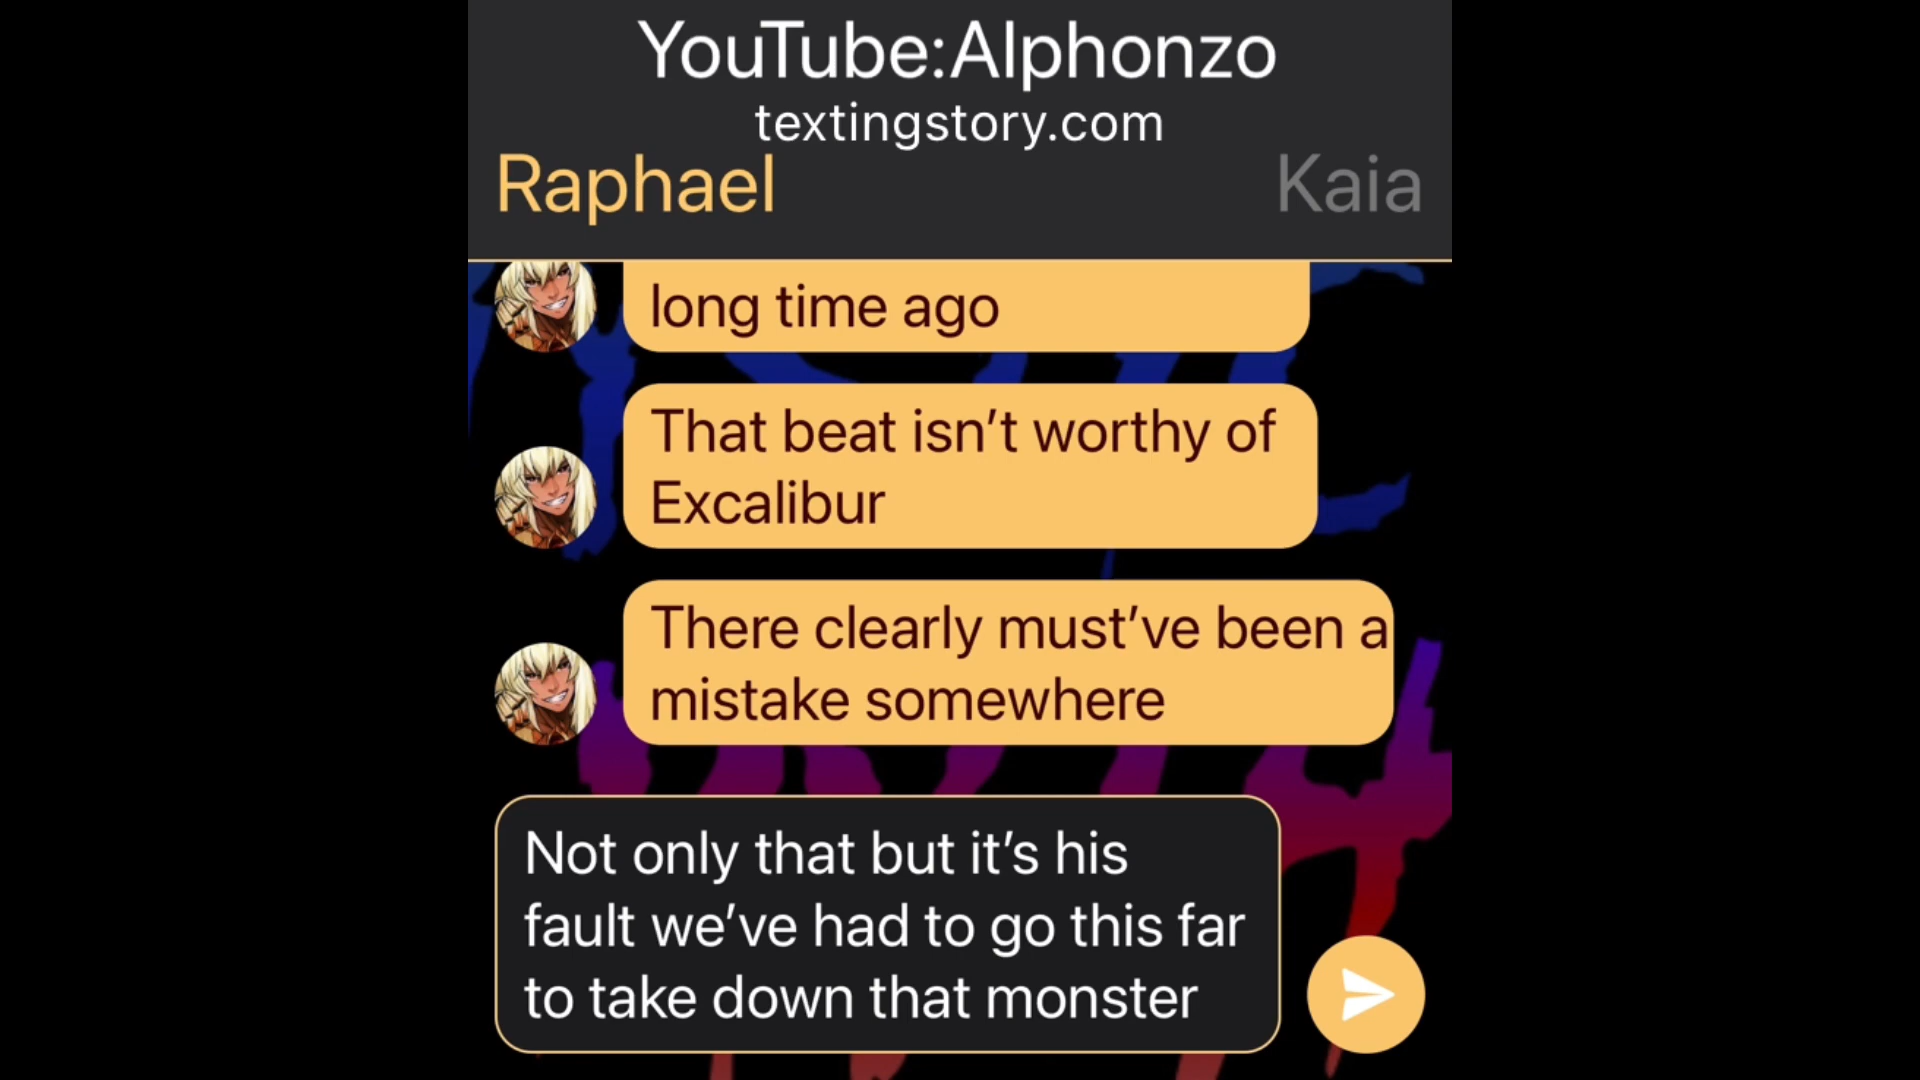 YouTube:Alphonzo
textingstory.com
Raphael
Kaia
long time ago
That beat isn’t worthy of
Excalibur
There clearly must’ve been a
mistake somewhere
Not only that but it’s his
fault we’ve had to go this far
to take down that monster